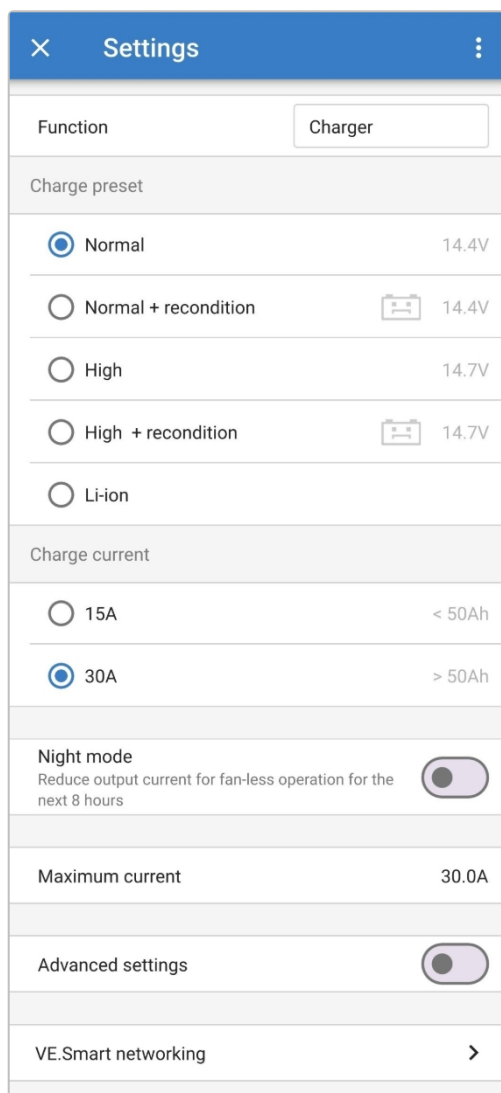 Settings
Function
Charger
Charge preset
Normal
14.4V
Normal + recondition
14.4V
High
14.7V
High + recondition
14.7V
Li-ion
Charge current
15A
< 50Ah
30A
> 50Ah
Night mode
Reduce output current for fan-less operation for the
next 8 hours
Maximum current
30.0A
Advanced settings
VE.Smart networking